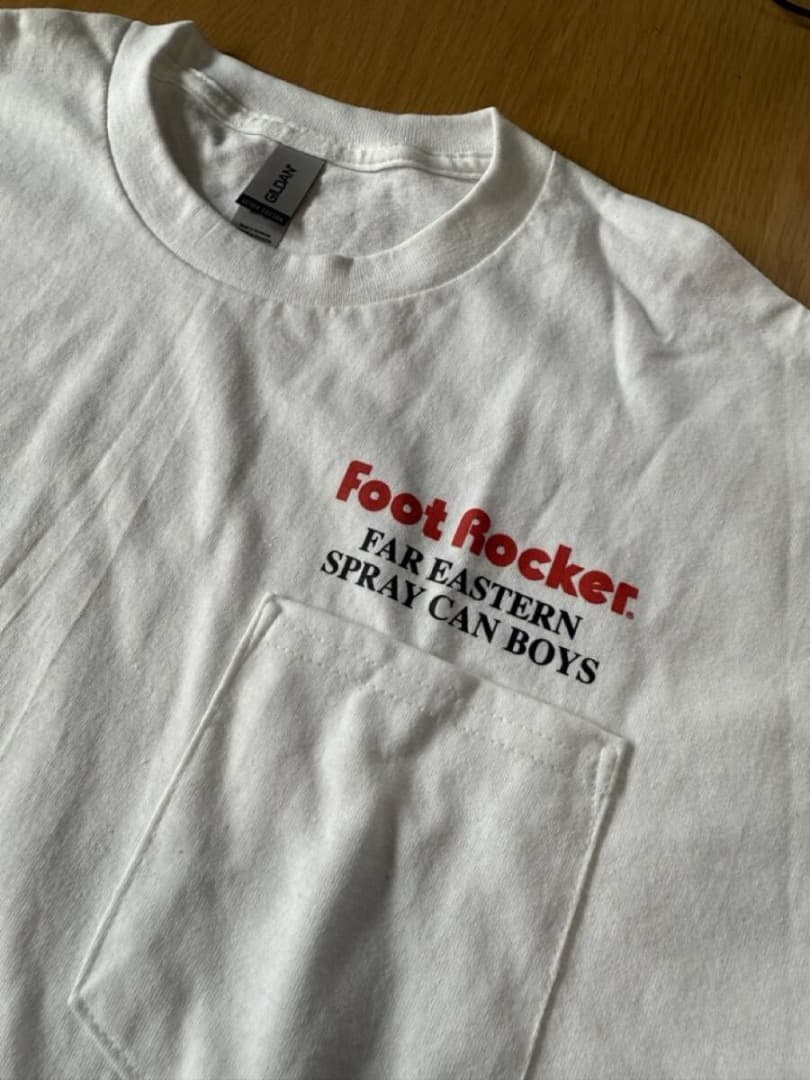 GILDAN
Foot Rocker.
FAR EASTERN
SPRAY CAN BOYS